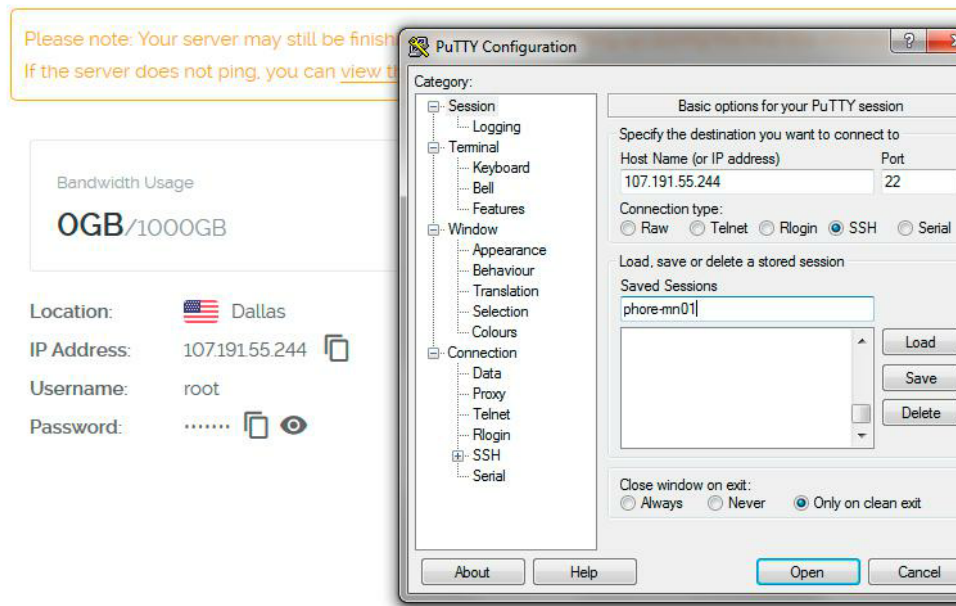 Please note: Your server may still be finish
If the server does not ping, you can view th
Bandwidth Usage
0GB/1000GB
Location: Dallas
IP Address: 107.191.55.244
Username: root
Password: ·······
PuTTY Configuration
Category:
Session
Logging
Terminal
Keyboard
Bell
Features
Window
Appearance
Behaviour
Translation
Selection
Colours
Connection
Data
Proxy
Telnet
Rlogin
SSH
Serial
Basic options for your PuTTY session
Specify the destination you want to connect to
Host Name (or IP address) Port
107.191.55.244 22
Connection type:
Raw Telnet Rlogin SSH Serial
Load, save or delete a stored session
Saved Sessions
phore-mn01
Load
Save
Delete
Close window on exit:
Always Never Only on clean exit
About Help Open Cancel